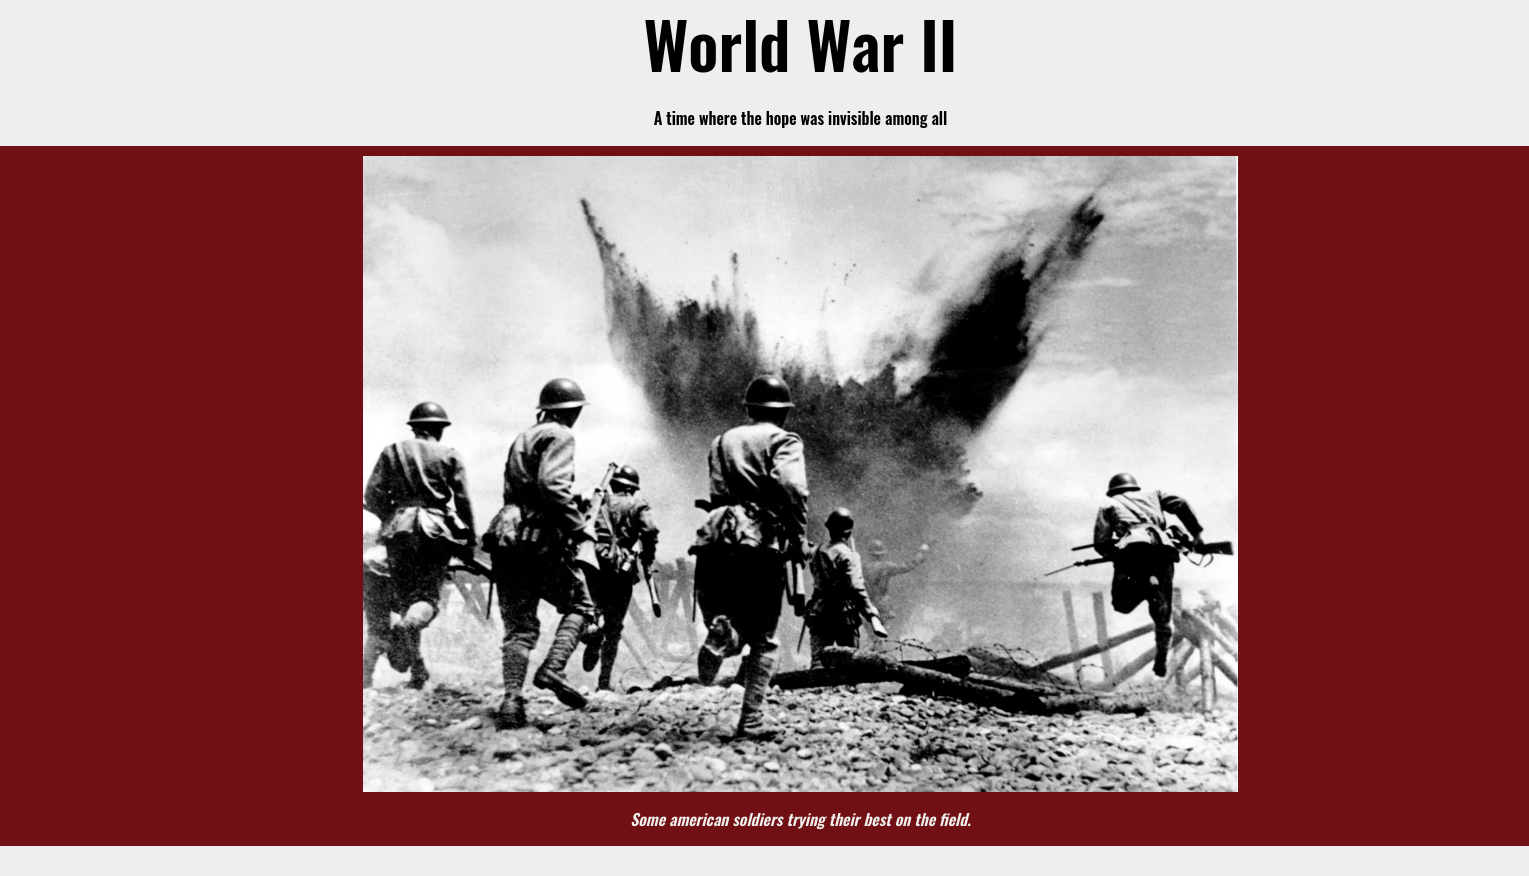 World War II
A time where the hope was invisible among all
Some american soldiers trying their best on the field.